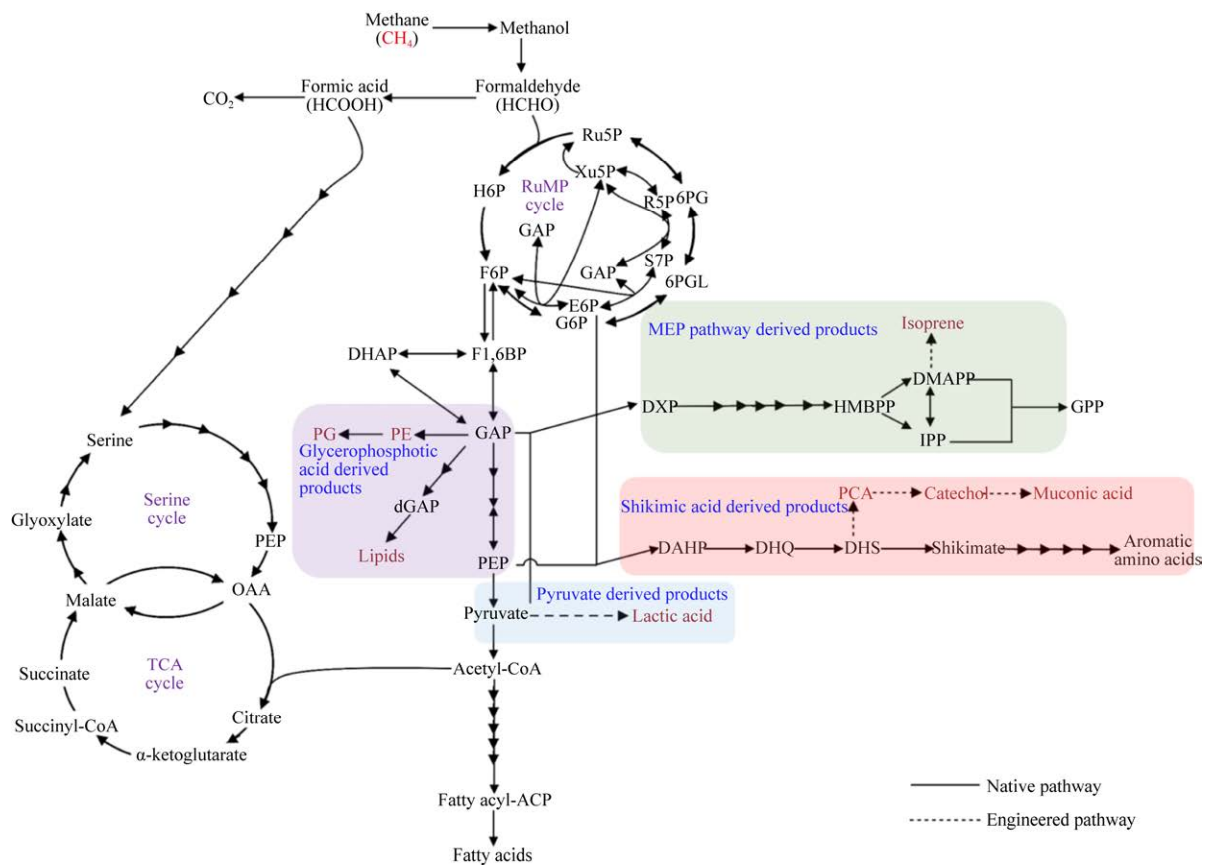 Methane
(CH₄)
Methanol
Formic acid
(HCOOH)
Formaldehyde
(HCHO)
CO₂
Ru5P
Xu5P
H6P
RuMP
cycle
R5P
6PG
GAP
S7P
GAP
F6P
6PGL
E6P
G6P
MEP pathway derived products
Isoprene
DHAP
F1,6BP
DMAPP
DXP
HMBPP
GPP
IPP
PG
PE
GAP
Glycerophosphotic
acid derived
products
Serine
dGAP
Lipids
PEP
PCA
Catechol
Muconic acid
Shikimic acid derived products
DAHP
DHQ
DHS
Shikimate
Aromatic
amino acids
Serine
cycle
Glyoxylate
PEP
OAA
Malate
Pyruvate derived products
Pyruvate
Lactic acid
Acetyl-CoA
TCA
cycle
Succinate
Citrate
Succinyl-CoA
α-ketoglutarate
Fatty acyl-ACP
Fatty acids
Native pathway
Engineered pathway